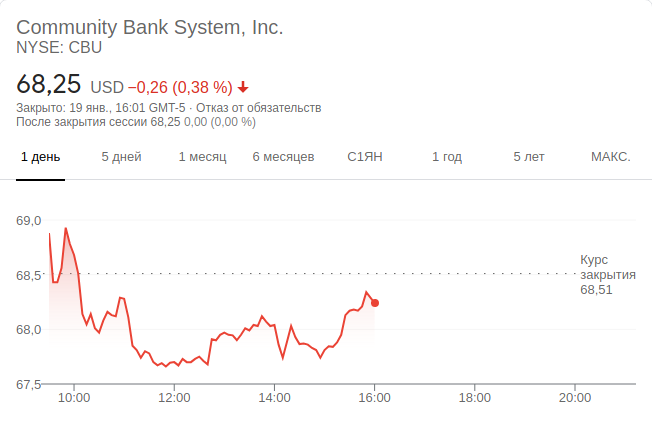 Community Bank System, Inc.
NYSE: CBU
68,25 USD −0,26 (0,38 %)
Закрыто: 19 янв., 16:01 GMT-5 · Отказ от обязательств
После закрытия сессии 68,25 0,00 (0,00 %)
1 день 5 дней 1 месяц 6 месяцев С1ЯН 1 год 5 лет МАКС.
69,0
68,5
68,0
67,5
Курс
закрытия
68,51
10:00 12:00 14:00 16:00 18:00 20:00